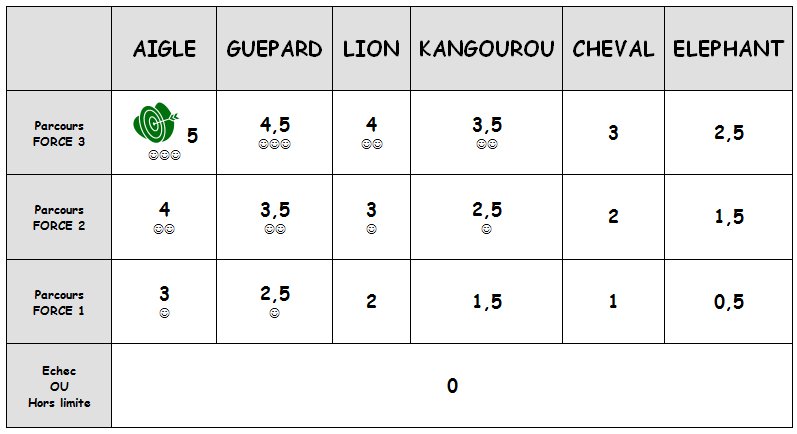 AIGLE GUEPARD LION KANGOUROU CHEVAL ELEPHANT
Parcours
FORCE 3
5 4,5 4 3,5 3 2,5
☺☺☺ ☺☺☺ ☺☺ ☺☺
Parcours
FORCE 2
4 3,5 3 2,5 2 1,5
☺☺ ☺☺ ☺ ☺
Parcours
FORCE 1
3 2,5 2 1,5 1 0,5
☺ ☺
Echec
OU
Hors limite
0